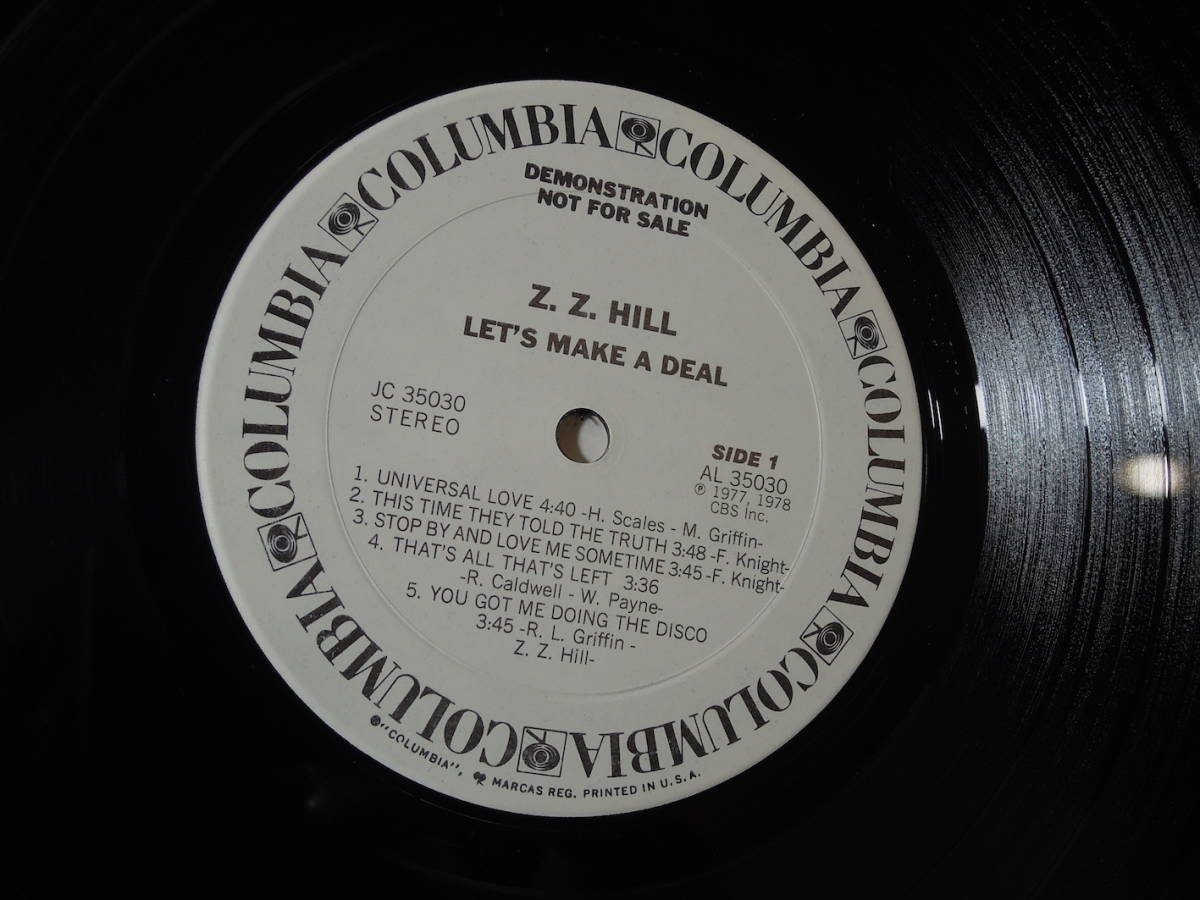 COLUMBIA COLUMBIA COLUMBIA COLUMBIA COLUMBIA COLUMBIA COLUMBIA COLUMBIA
DEMONSTRATION
NOT FOR SALE
Z. Z. HILL
LET'S MAKE A DEAL
JC 35030
STEREO
SIDE 1
AL 35030
℗ 1977, 1978
CBS Inc.
1. UNIVERSAL LOVE 4:40 -H. Scales - M. Griffin-
2. THIS TIME THEY TOLD THE TRUTH 3:48 -F. Knight-
3. STOP BY AND LOVE ME SOMETIME 3:45 -F. Knight-
4. THAT'S ALL THAT'S LEFT 3:36
-R. Caldwell - W. Payne-
5. YOU GOT ME DOING THE DISCO
3:45 -R. L. Griffin -
Z. Z. Hill-
® "COLUMBIA", MARCAS REG. PRINTED IN U.S.A.